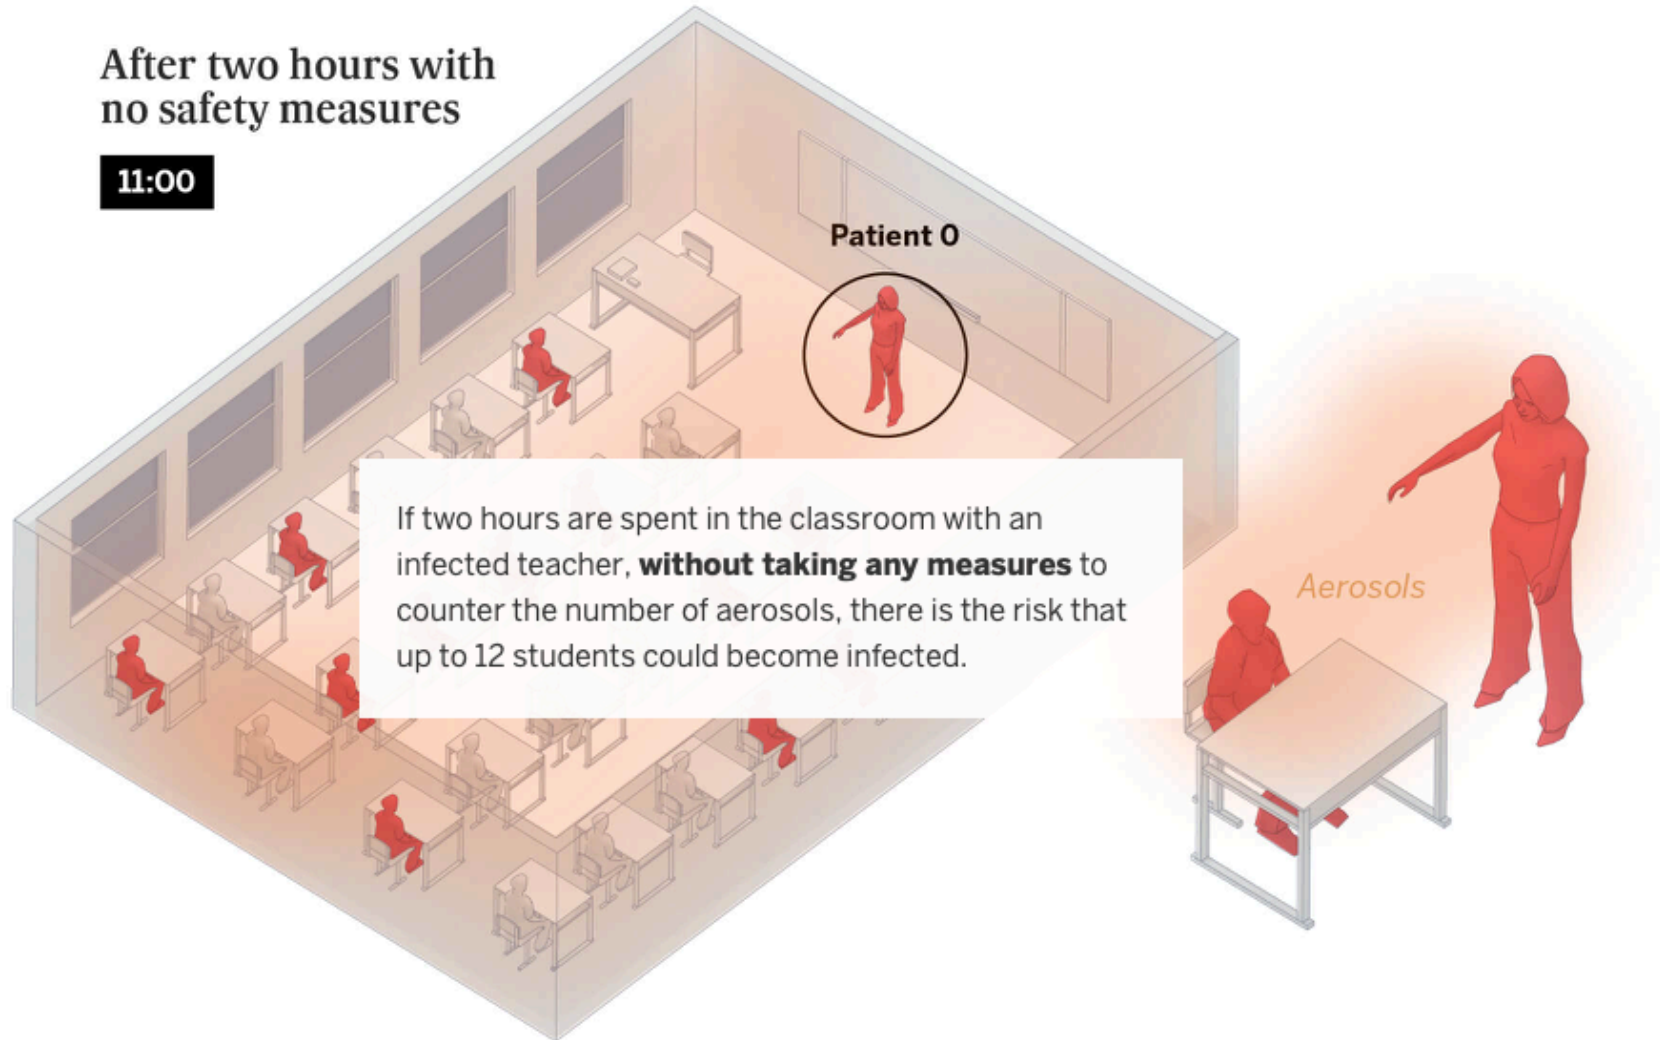 After two hours with
no safety measures
11:00
Patient 0
If two hours are spent in the classroom with an
infected teacher, without taking any measures to
counter the number of aerosols, there is the risk that
up to 12 students could become infected.
Aerosols